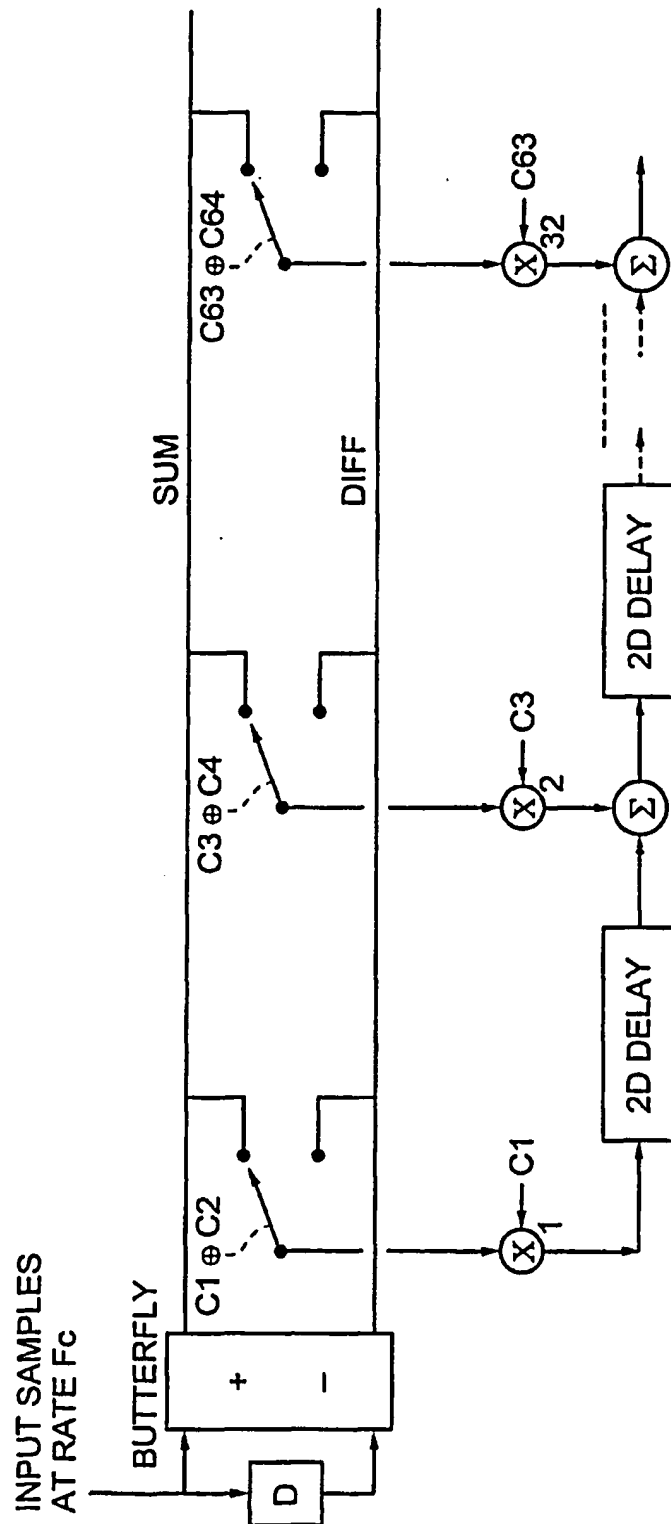 INPUT SAMPLES
AT RATE Fc
BUTTERFLY
D
+
−
SUM
DIFF
C1 ⊕ C2
C3 ⊕ C4
C63 ⊕ C64
X
1
C1
X
2
C3
X
32
C63
2D DELAY
Σ
2D DELAY
Σ